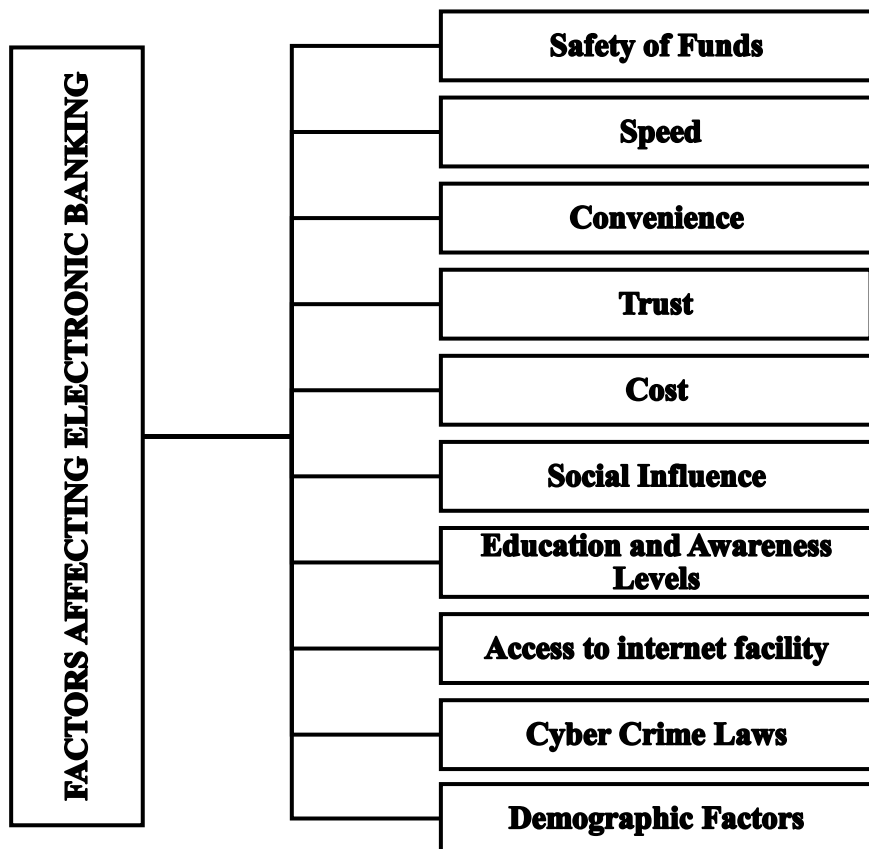 FACTORS AFFECTING ELECTRONIC BANKING
Safety of Funds
Speed
Convenience
Trust
Cost
Social Influence
Education and Awareness
Levels
Access to internet facility
Cyber Crime Laws
Demographic Factors